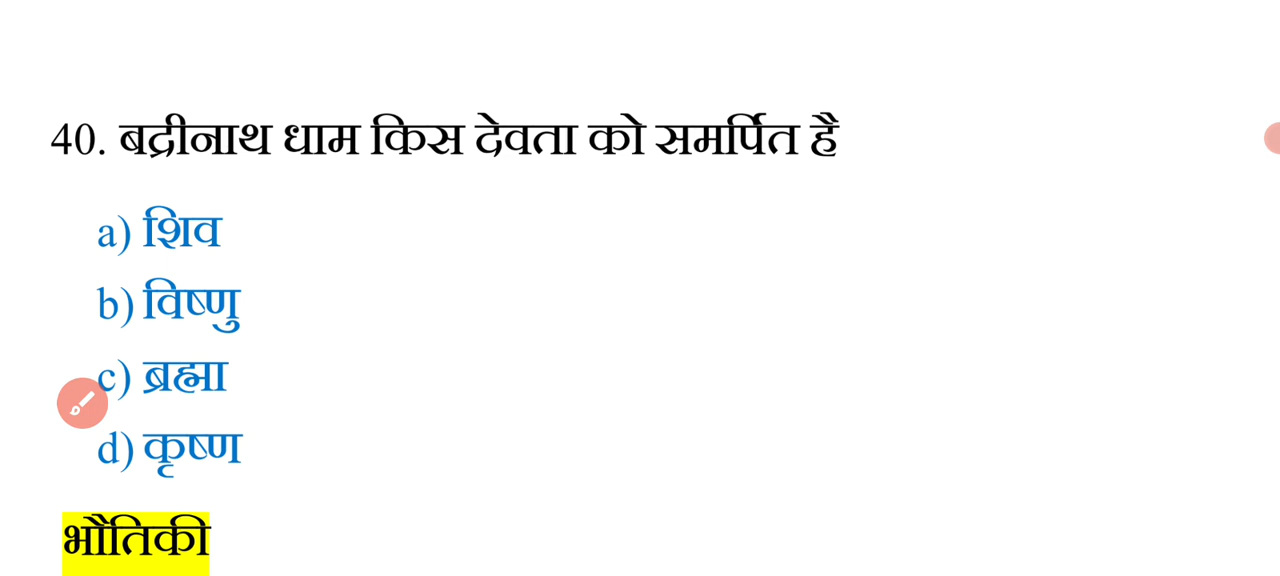 40. बद्रीनाथ धाम किस देवता को समर्पित है
a) शिव
b) विष्णु
c) ब्रह्मा
d) कृष्ण
भौतिकी